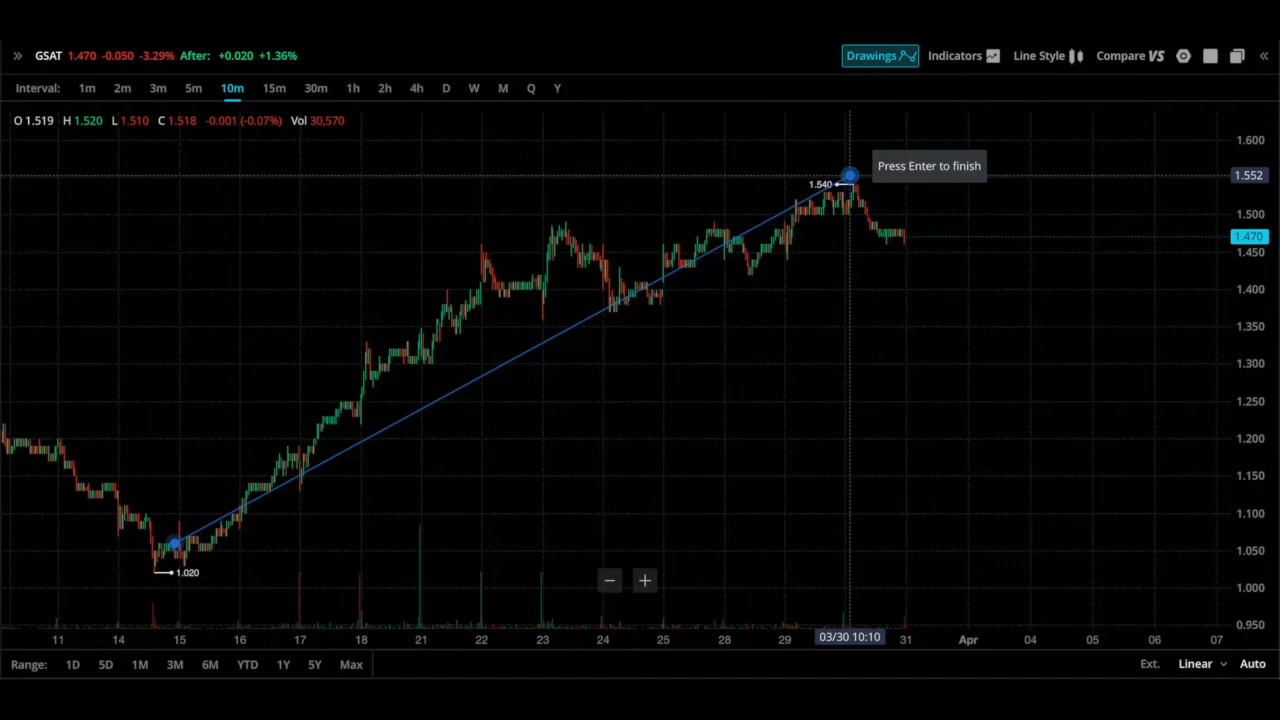 GSAT 1.470 -0.050 -3.29% After: +0.020 +1.36% Drawings Indicators Line Style Compare VS
Interval: 1m 2m 3m 5m 10m 15m 30m 1h 2h 4h D W M Q Y
O 1.519 H 1.520 L 1.510 C 1.518 -0.001 (-0.07%) Vol 30,570
1.600
Press Enter to finish
1.552
1.540
1.500
1.470
1.450
1.400
1.350
1.300
1.250
1.200
1.150
1.100
1.050
1.020
1.000
0.950
11 14 15 16 17 18 21 22 23 24 25 28 29 03/30 10:10 31 Apr 04 05 06 07
Range: 1D 5D 1M 3M 6M YTD 1Y 5Y Max Ext. Linear Auto